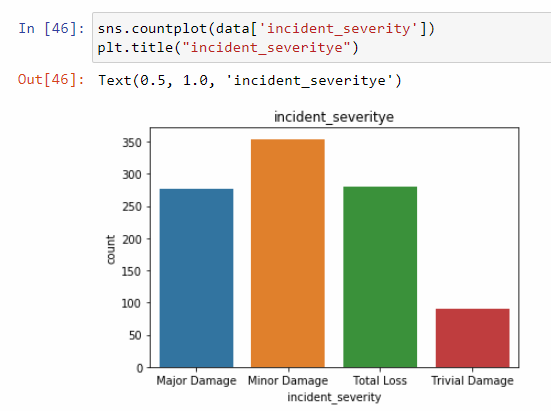 In [46]: sns.countplot(data['incident_severity'])
plt.title("incident_severitye")
Out[46]: Text(0.5, 1.0, 'incident_severitye')
incident_severitye
350
300
250
200
150
100
50
0
count
Major Damage Minor Damage Total Loss Trivial Damage
incident_severity